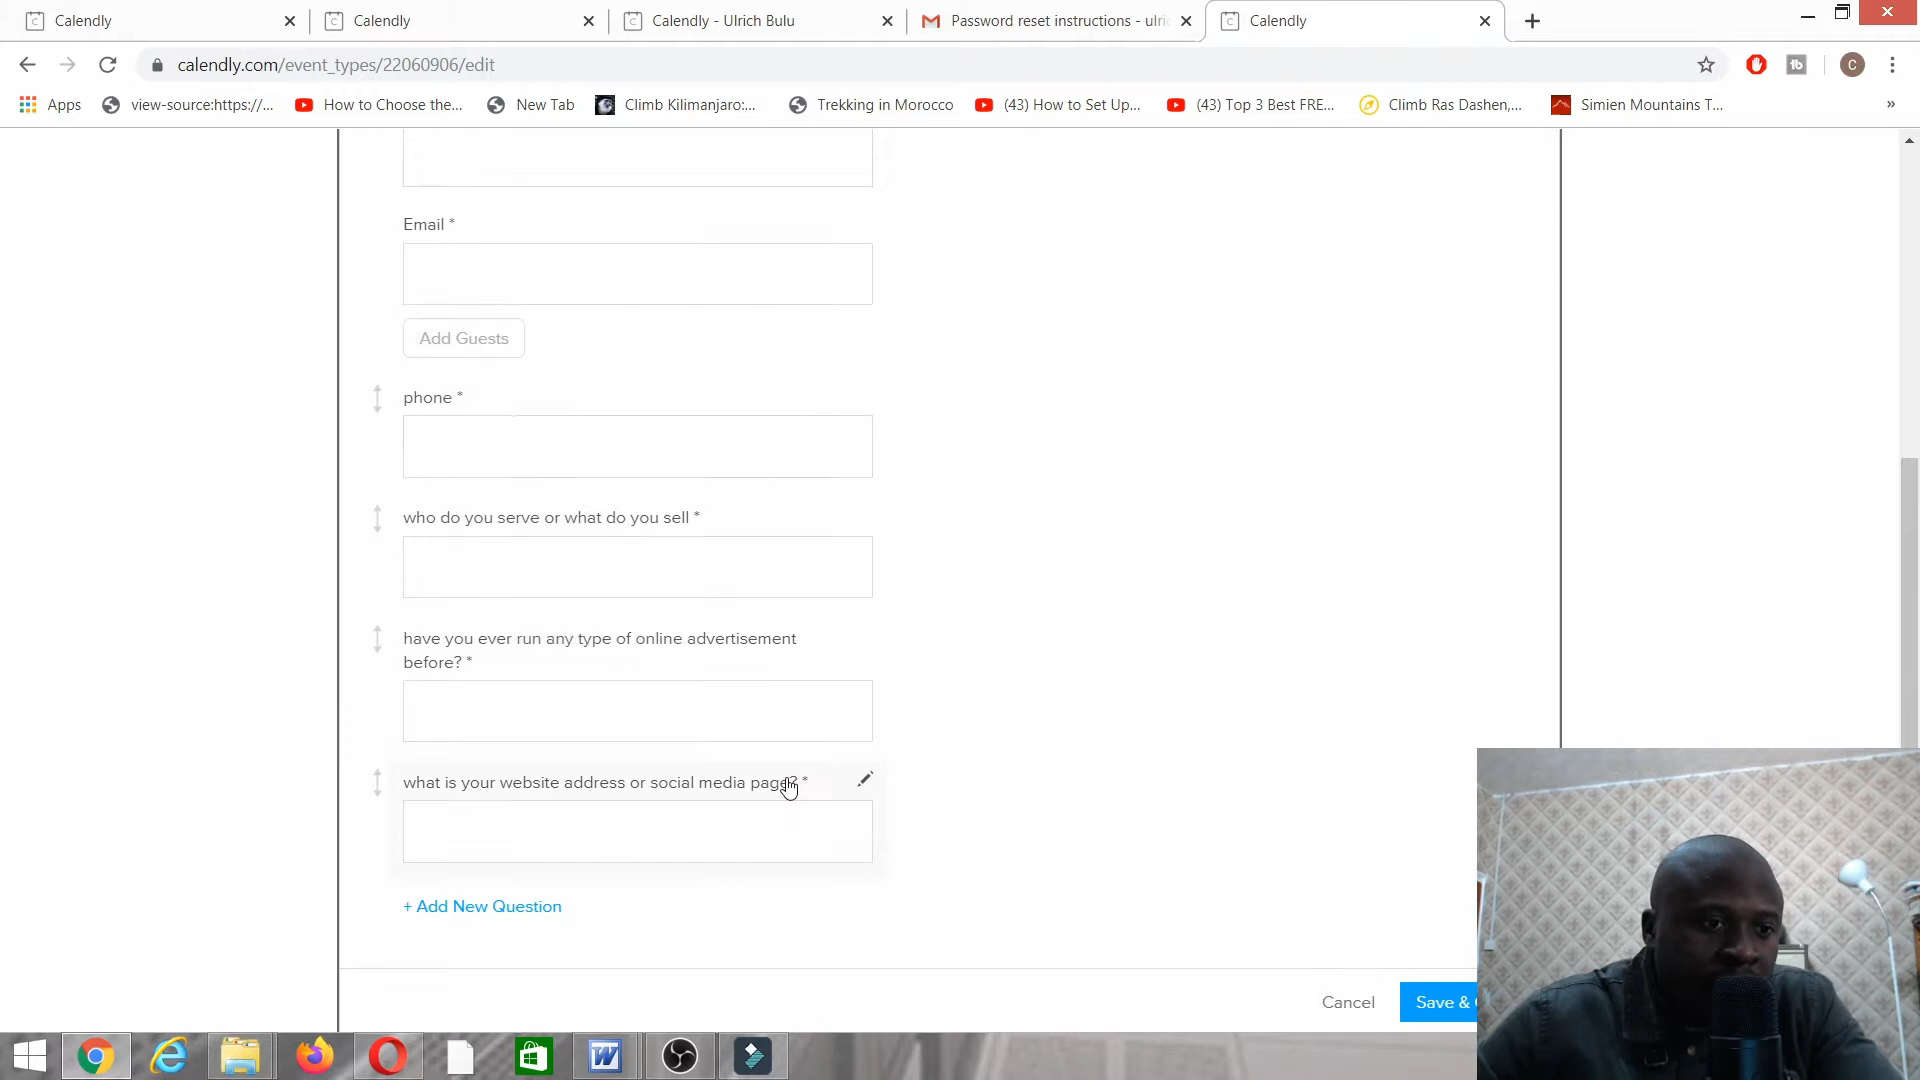 Calendly
Calendly
Calendly - Ulrich Bulu
Password reset instructions - ulri
Calendly
calendly.com/event_types/22060906/edit
C
Apps
view-source:https://...
How to Choose the...
New Tab
Climb Kilimanjaro:...
Trekking in Morocco
(43) How to Set Up...
(43) Top 3 Best FRE...
Climb Ras Dashen,...
Simien Mountains T...
»
Email *
Add Guests
phone *
who do you serve or what do you sell *
have you ever run any type of online advertisement
before? *
what is your website address or social media page? *
+ Add New Question
Cancel
Save &